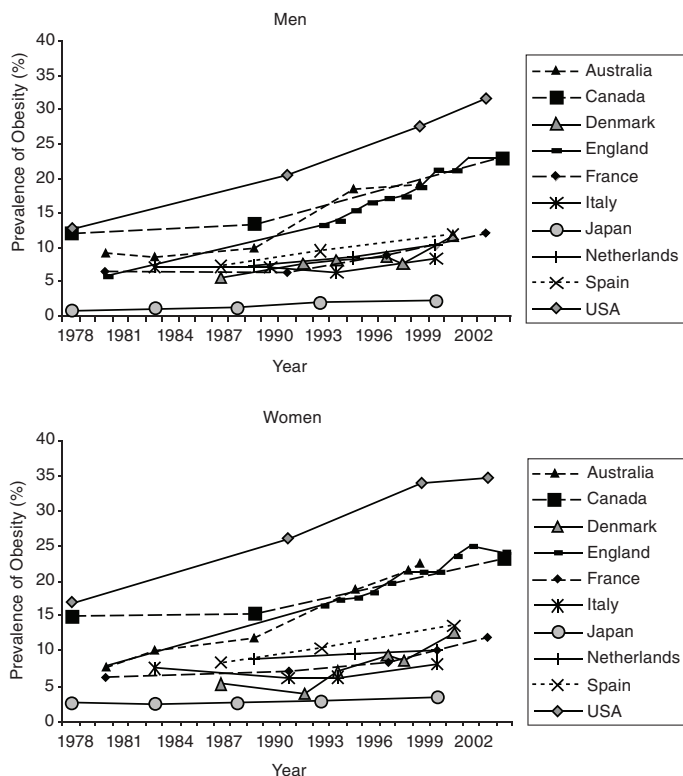 Men
Prevalence of Obesity (%)
40
35
30
25
20
15
10
5
0
1978 1981 1984 1987 1990 1993 1996 1999 2002
Year
Australia
Canada
Denmark
England
France
Italy
Japan
Netherlands
Spain
USA
Women
Prevalence of Obesity (%)
40
35
30
25
20
15
10
5
0
1978 1981 1984 1987 1990 1993 1996 1999 2002
Year
Australia
Canada
Denmark
England
France
Italy
Japan
Netherlands
Spain
USA